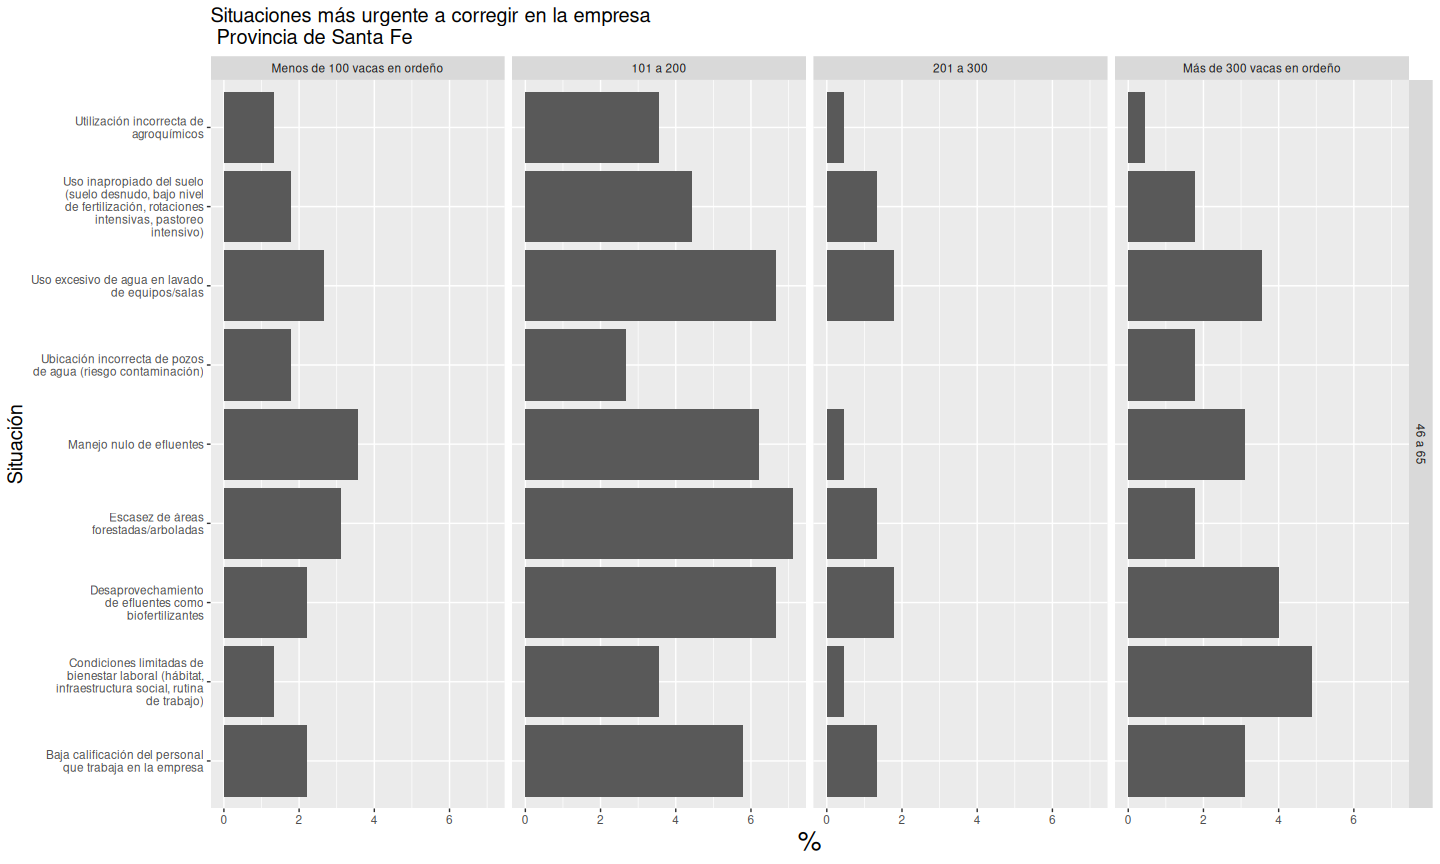 Situaciones más urgente a corregir en la empresa
Provincia de Santa Fe
Menos de 100 vacas en ordeño
101 a 200
201 a 300
Más de 300 vacas en ordeño
Utilización incorrecta de
agroquímicos
Uso inapropiado del suelo
(suelo desnudo, bajo nivel
de fertilización, rotaciones
intensivas, pastoreo
intensivo)
Uso excesivo de agua en lavado
de equipos/salas
Ubicación incorrecta de pozos
de agua (riesgo contaminación)
Manejo nulo de efluentes
Escasez de áreas
forestadas/arboladas
Desaprovechamiento
de efluentes como
biofertilizantes
Condiciones limitadas de
bienestar laboral (hábitat,
infraestructura social, rutina
de trabajo)
Baja calificación del personal
que trabaja en la empresa
Situación
46 a 65
0 2 4 6
0 2 4 6
0 2 4 6
0 2 4 6
%